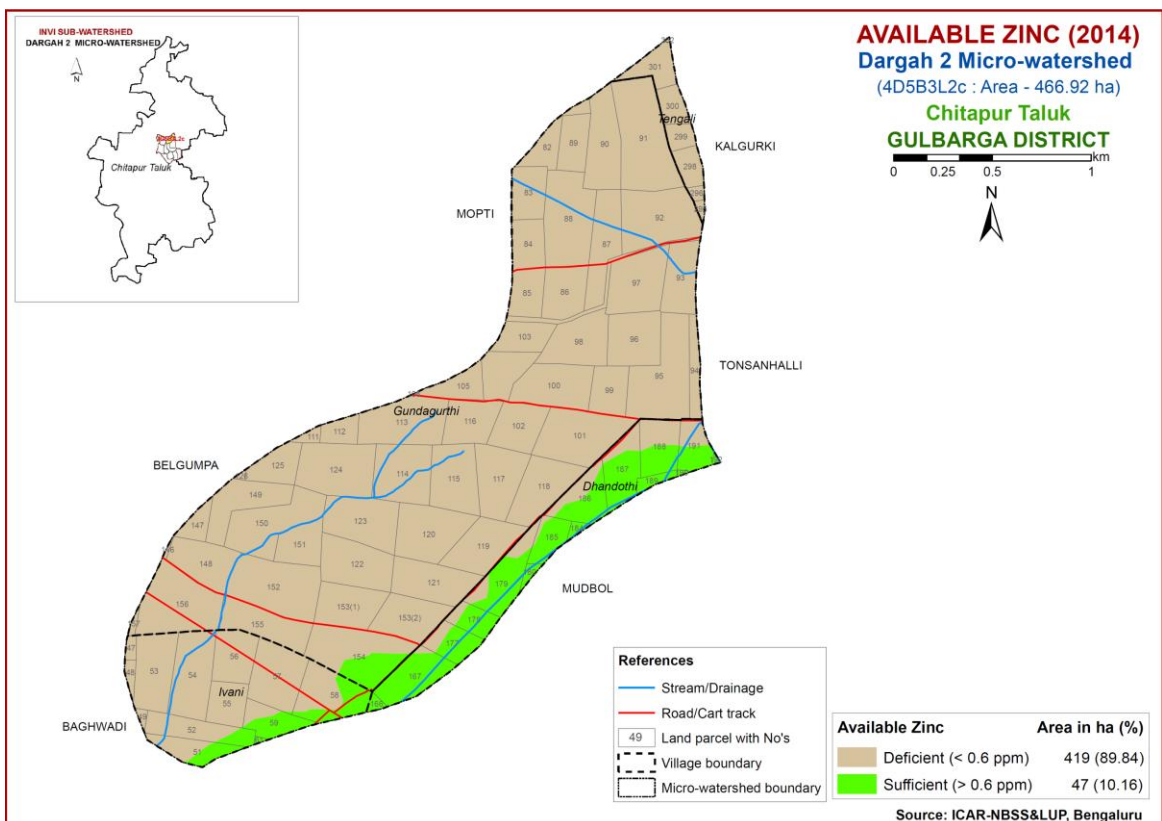 INVI SUB-WATERSHED
DARGAH 2 MICRO-WATERSHED
N
Chitapur Taluk
AVAILABLE ZINC (2014)
Dargah 2 Micro-watershed
(4D5B3L2c : Area - 466.92 ha)
Chitapur Taluk
GULBARGA DISTRICT
km
0 0.25 0.5 1
N
301
300
Tengali
299
298
KALGURKI
82 89 90 91
83
MOPTI
88 92
84 87
85 86 97 93
103 98 96
TONSANHALLI
105 100 99 95 94
Gundagurthi
113 116 102 101
111 112
BELGUMPA
125 124 114 115 117 118
188 191
187
Dhandothi
186
149
147 150 151 123 120 119
185
148 122 121
179
MUDBOL
152 153(1) 153(2)
156 155
178
177
154
167
47 53 54 56 57 58
48
Ivani
55
BAGHWADI
52 59
51
References
Stream/Drainage
Road/Cart track
49 Land parcel with No's
Village boundary
Micro-watershed boundary
Available Zinc Area in ha (%)
Deficient (< 0.6 ppm) 419 (89.84)
Sufficient (> 0.6 ppm) 47 (10.16)
Source: ICAR-NBSS&LUP, Bengaluru